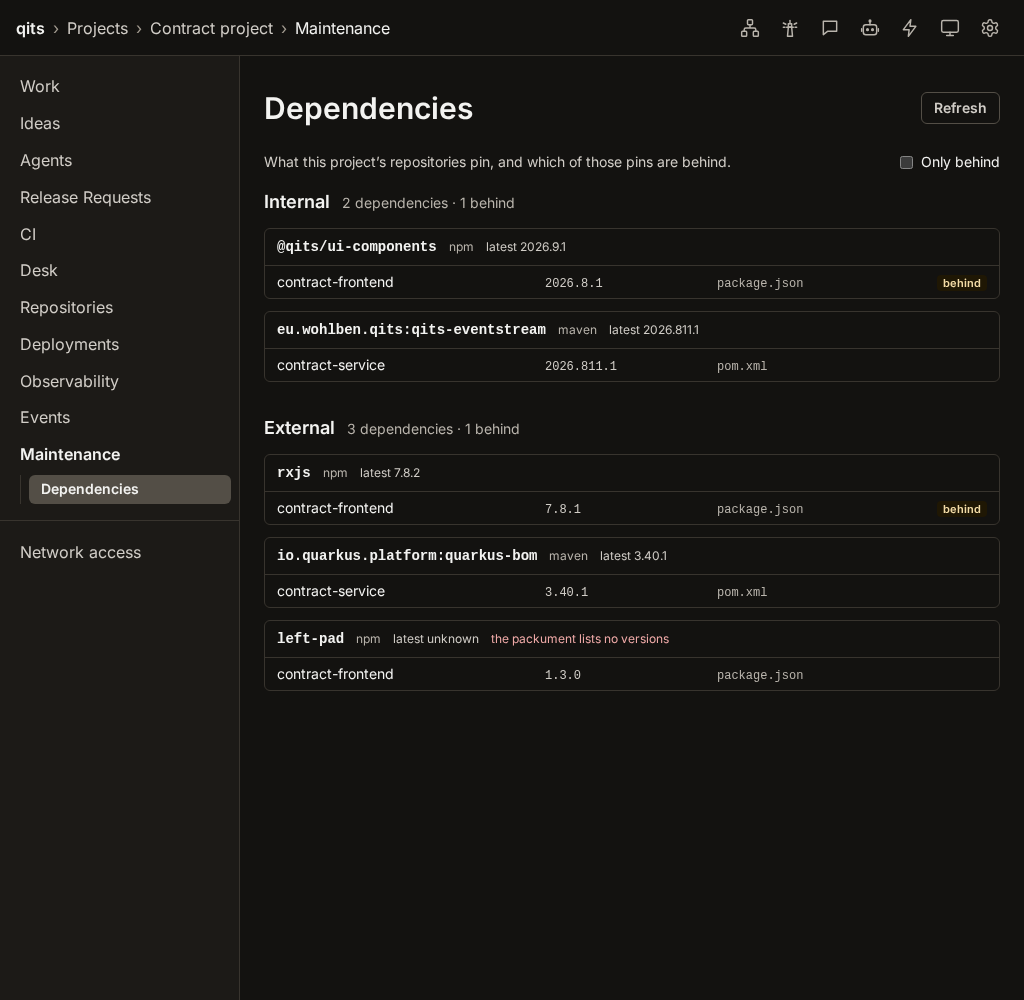 qits › Projects › Contract project › Maintenance
Work
Ideas
Agents
Release Requests
CI
Desk
Repositories
Deployments
Observability
Events
Maintenance
Dependencies
Network access
Dependencies
Refresh
What this project's repositories pin, and which of those pins are behind.
Only behind
Internal 2 dependencies · 1 behind
@qits/ui-components npm latest 2026.9.1
contract-frontend 2026.8.1 package.json behind
eu.wohlben.qits:qits-eventstream maven latest 2026.811.1
contract-service 2026.811.1 pom.xml
External 3 dependencies · 1 behind
rxjs npm latest 7.8.2
contract-frontend 7.8.1 package.json behind
io.quarkus.platform:quarkus-bom maven latest 3.40.1
contract-service 3.40.1 pom.xml
left-pad npm latest unknown the packument lists no versions
contract-frontend 1.3.0 package.json